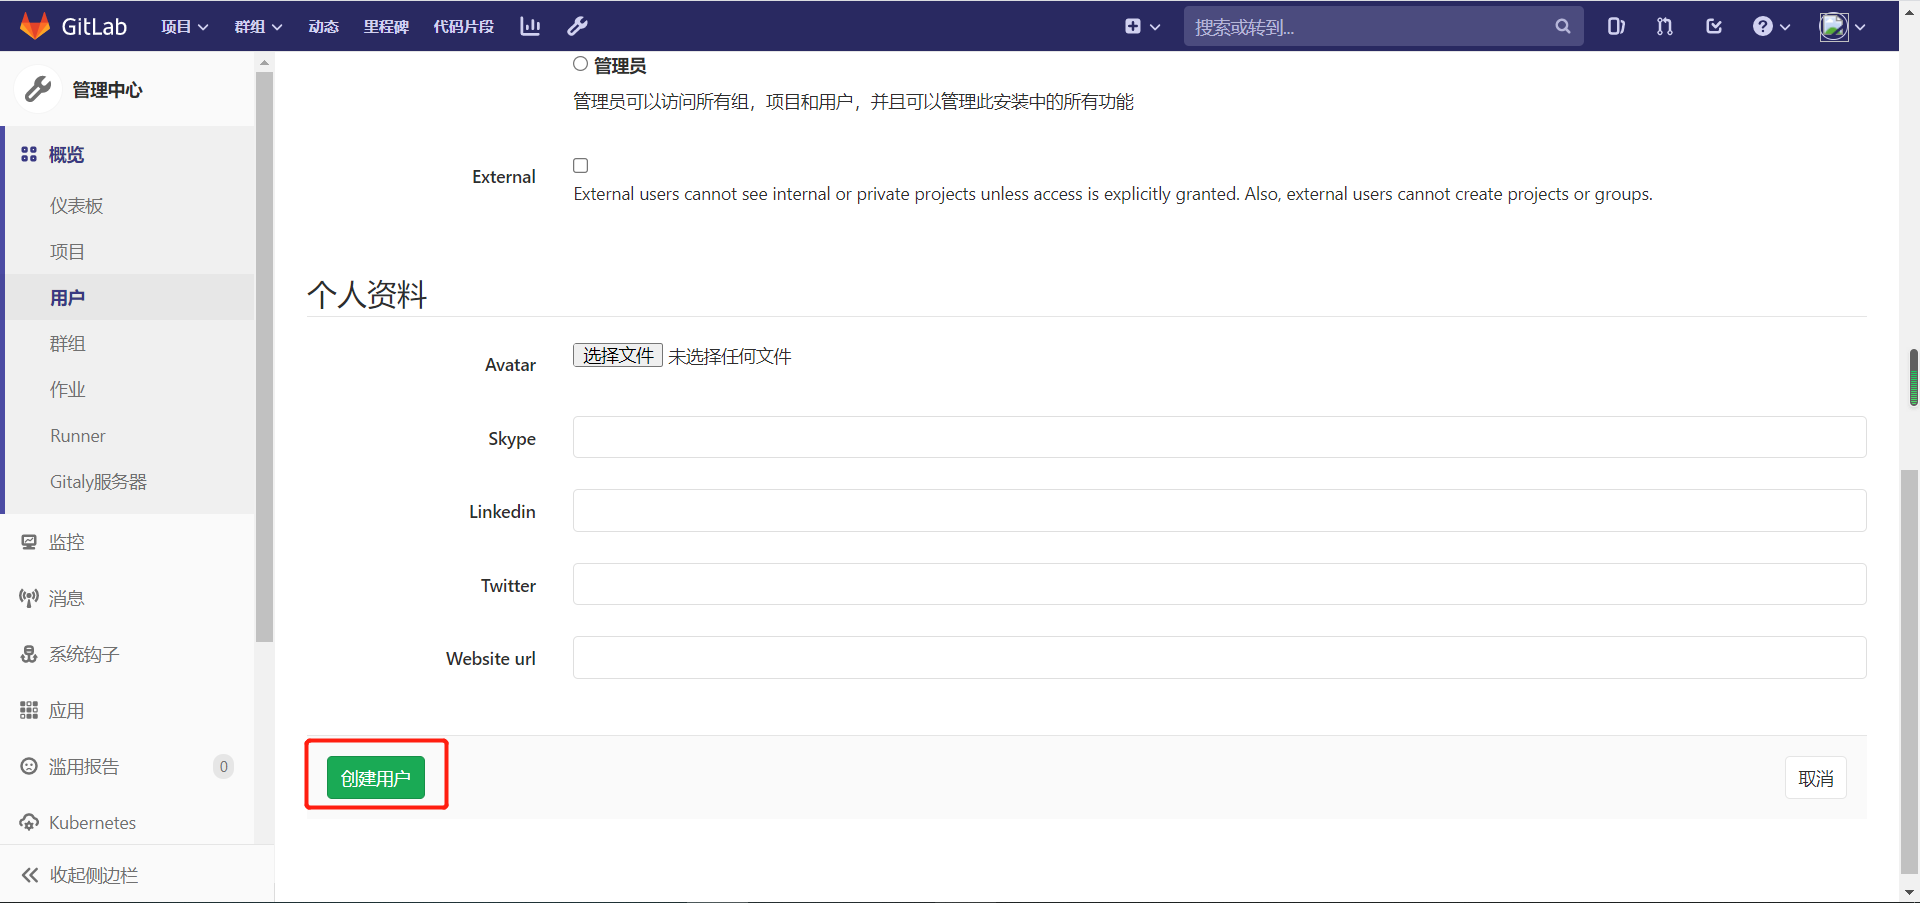 GitLab 项目 群组 动态 里程碑 代码片段 搜索或转到...
管理中心
概览
仪表板
项目
用户
群组
作业
Runner
Gitaly服务器
监控
消息
系统钩子
应用
滥用报告 0
Kubernetes
收起侧边栏
管理员
管理员可以访问所有组，项目和用户，并且可以管理此安装中的所有功能
External
External users cannot see internal or private projects unless access is explicitly granted. Also, external users cannot create projects or groups.
个人资料
Avatar 选择文件 未选择任何文件
Skype
Linkedin
Twitter
Website url
创建用户 取消